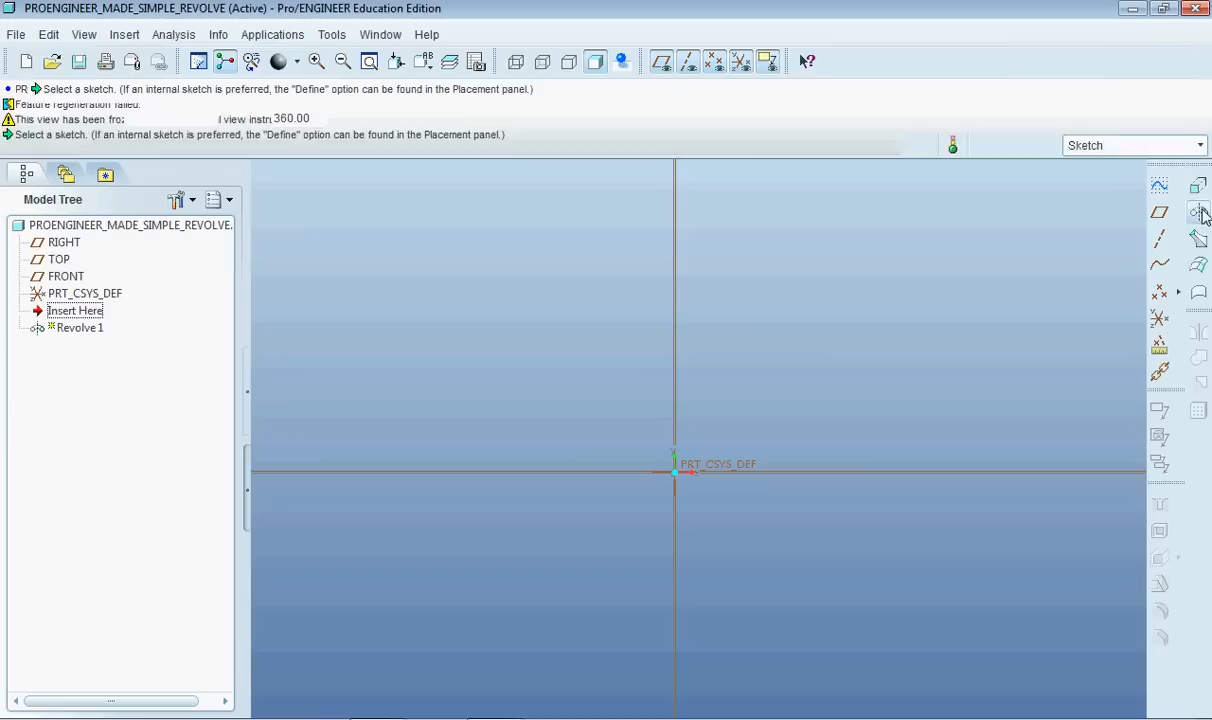 PROENGINEER_MADE_SIMPLE_REVOLVE (Active) - Pro/ENGINEER Education Edition
File Edit View Insert Analysis Info Applications Tools Window Help
PR Select a sketch. (If an internal sketch is preferred, the "Define" option can be found in the Placement panel.)
Feature regeneration failed.
This view has been fro view instr 360.00
Select a sketch. (If an internal sketch is preferred, the "Define" option can be found in the Placement panel.)
Sketch
Model Tree
PROENGINEER_MADE_SIMPLE_REVOLVE.
RIGHT
TOP
FRONT
PRT_CSYS_DEF
Insert Here
Revolve 1
PRT_CSYS_DEF